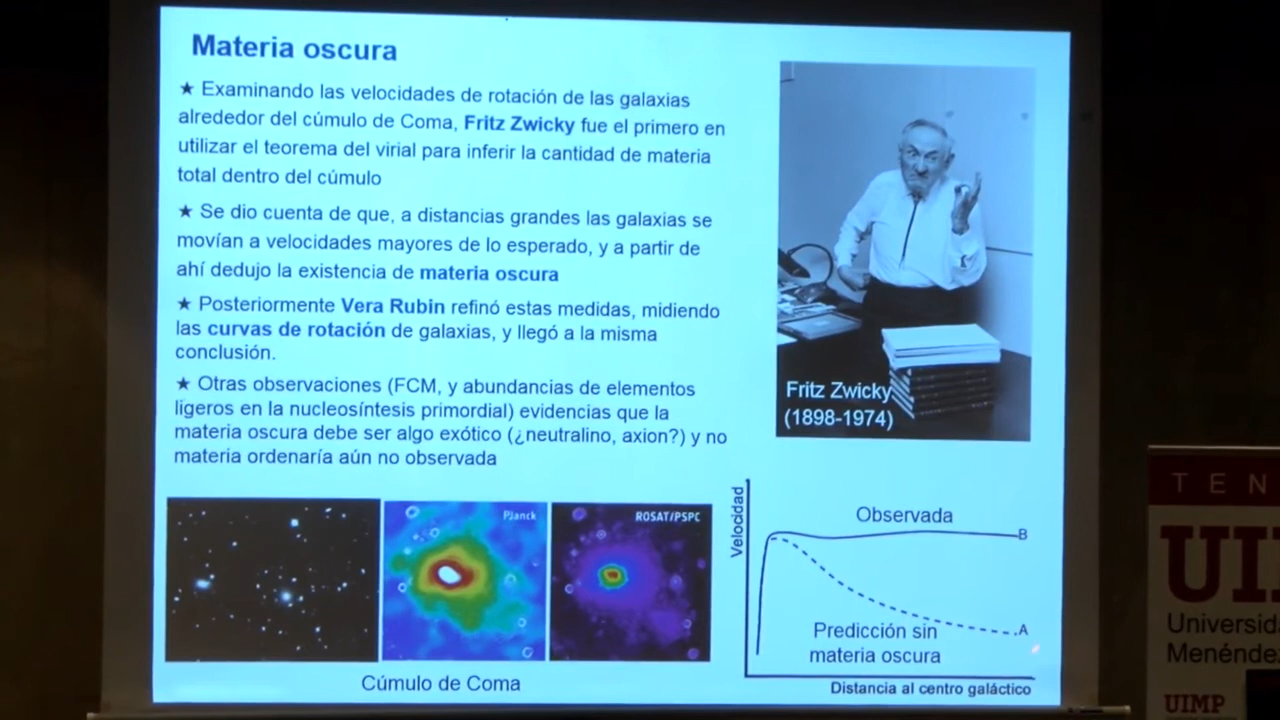 Materia oscura
★ Examinando las velocidades de rotación de las galaxias
alrededor del cúmulo de Coma, Fritz Zwicky fue el primero en
utilizar el teorema del virial para inferir la cantidad de materia
total dentro del cúmulo
★ Se dio cuenta de que, a distancias grandes las galaxias se
movían a velocidades mayores de lo esperado, y a partir de
ahí dedujo la existencia de materia oscura
★ Posteriormente Vera Rubin refinó estas medidas, midiendo
las curvas de rotación de galaxias, y llegó a la misma
conclusión.
★ Otras observaciones (FCM, y abundancias de elementos
ligeros en la nucleosíntesis primordial) evidencias que la
materia oscura debe ser algo exótico (¿neutralino, axion?) y no
materia ordenaría aún no observada
Fritz Zwicky
(1898-1974)
Planck
ROSAT/PSPC
Cúmulo de Coma
Velocidad
Observada
B
A
Predicción sin
materia oscura
Distancia al centro galáctico
TEN
UI
Universid
Menénde
UIMP